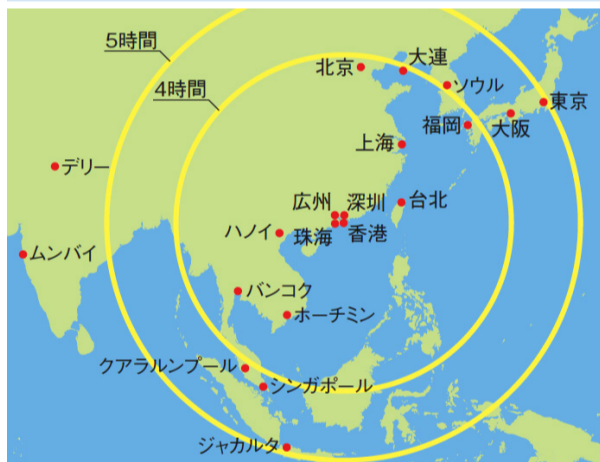 5時間
4時間
北京
大連
ソウル
東京
福岡
大阪
上海
デリー
広州
深圳
台北
ハノイ
珠海
香港
ムンバイ
バンコク
ホーチミン
クアラルンプール
シンガポール
ジャカルタ